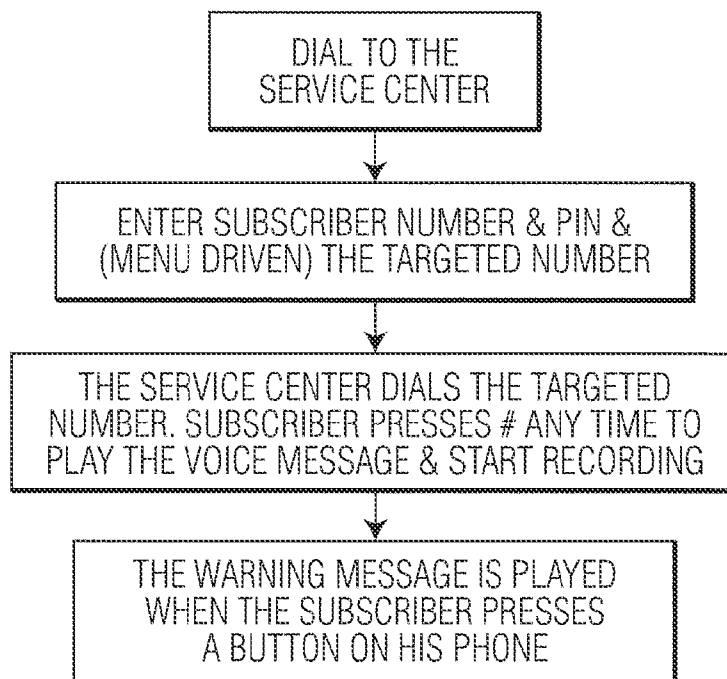 DIAL TO THE
SERVICE CENTER
ENTER SUBSCRIBER NUMBER & PIN &
(MENU DRIVEN) THE TARGETED NUMBER
THE SERVICE CENTER DIALS THE TARGETED
NUMBER. SUBSCRIBER PRESSES # ANY TIME TO
PLAY THE VOICE MESSAGE & START RECORDING
THE WARNING MESSAGE IS PLAYED
WHEN THE SUBSCRIBER PRESSES
A BUTTON ON HIS PHONE